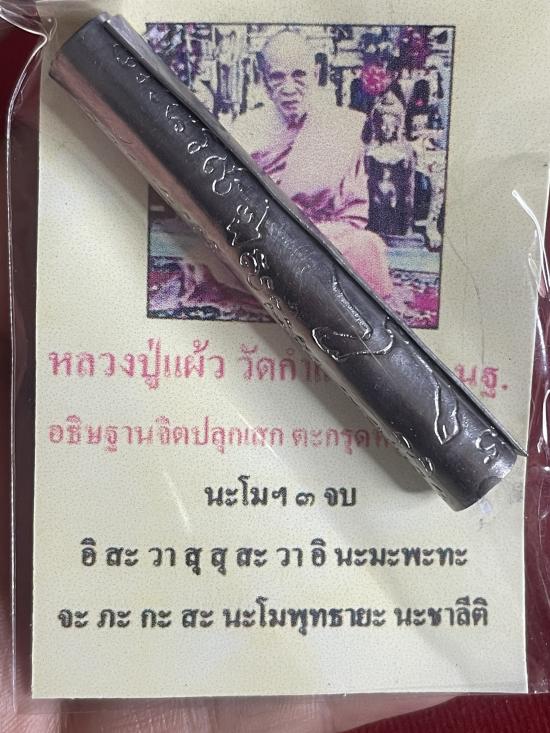 หลวงปู่แผ้ว วัดกำแ นฐ.
อธิษฐานจิตปลุกเสก ตะกรุด
นะโมฯ ๓ จบ
อิ สะ วา สุ สุ สะ วา อิ นะมะพะทะ
จะ ภะ กะ สะ นะโมพุทธายะ นะชาลีติ